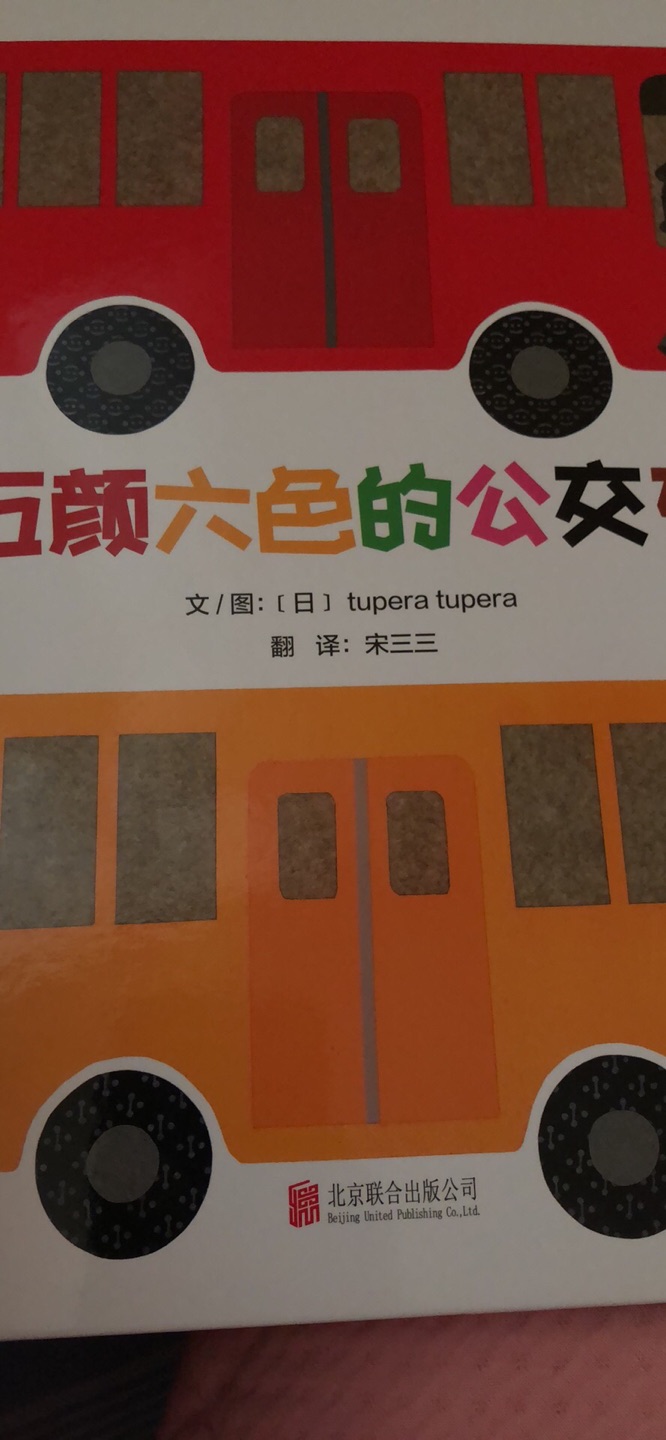 五颜六色的公交
文/图：〔日〕 tupera tupera
翻 译：宋三三
北京联合出版公司
Beijing United Publishing Co.,Ltd.